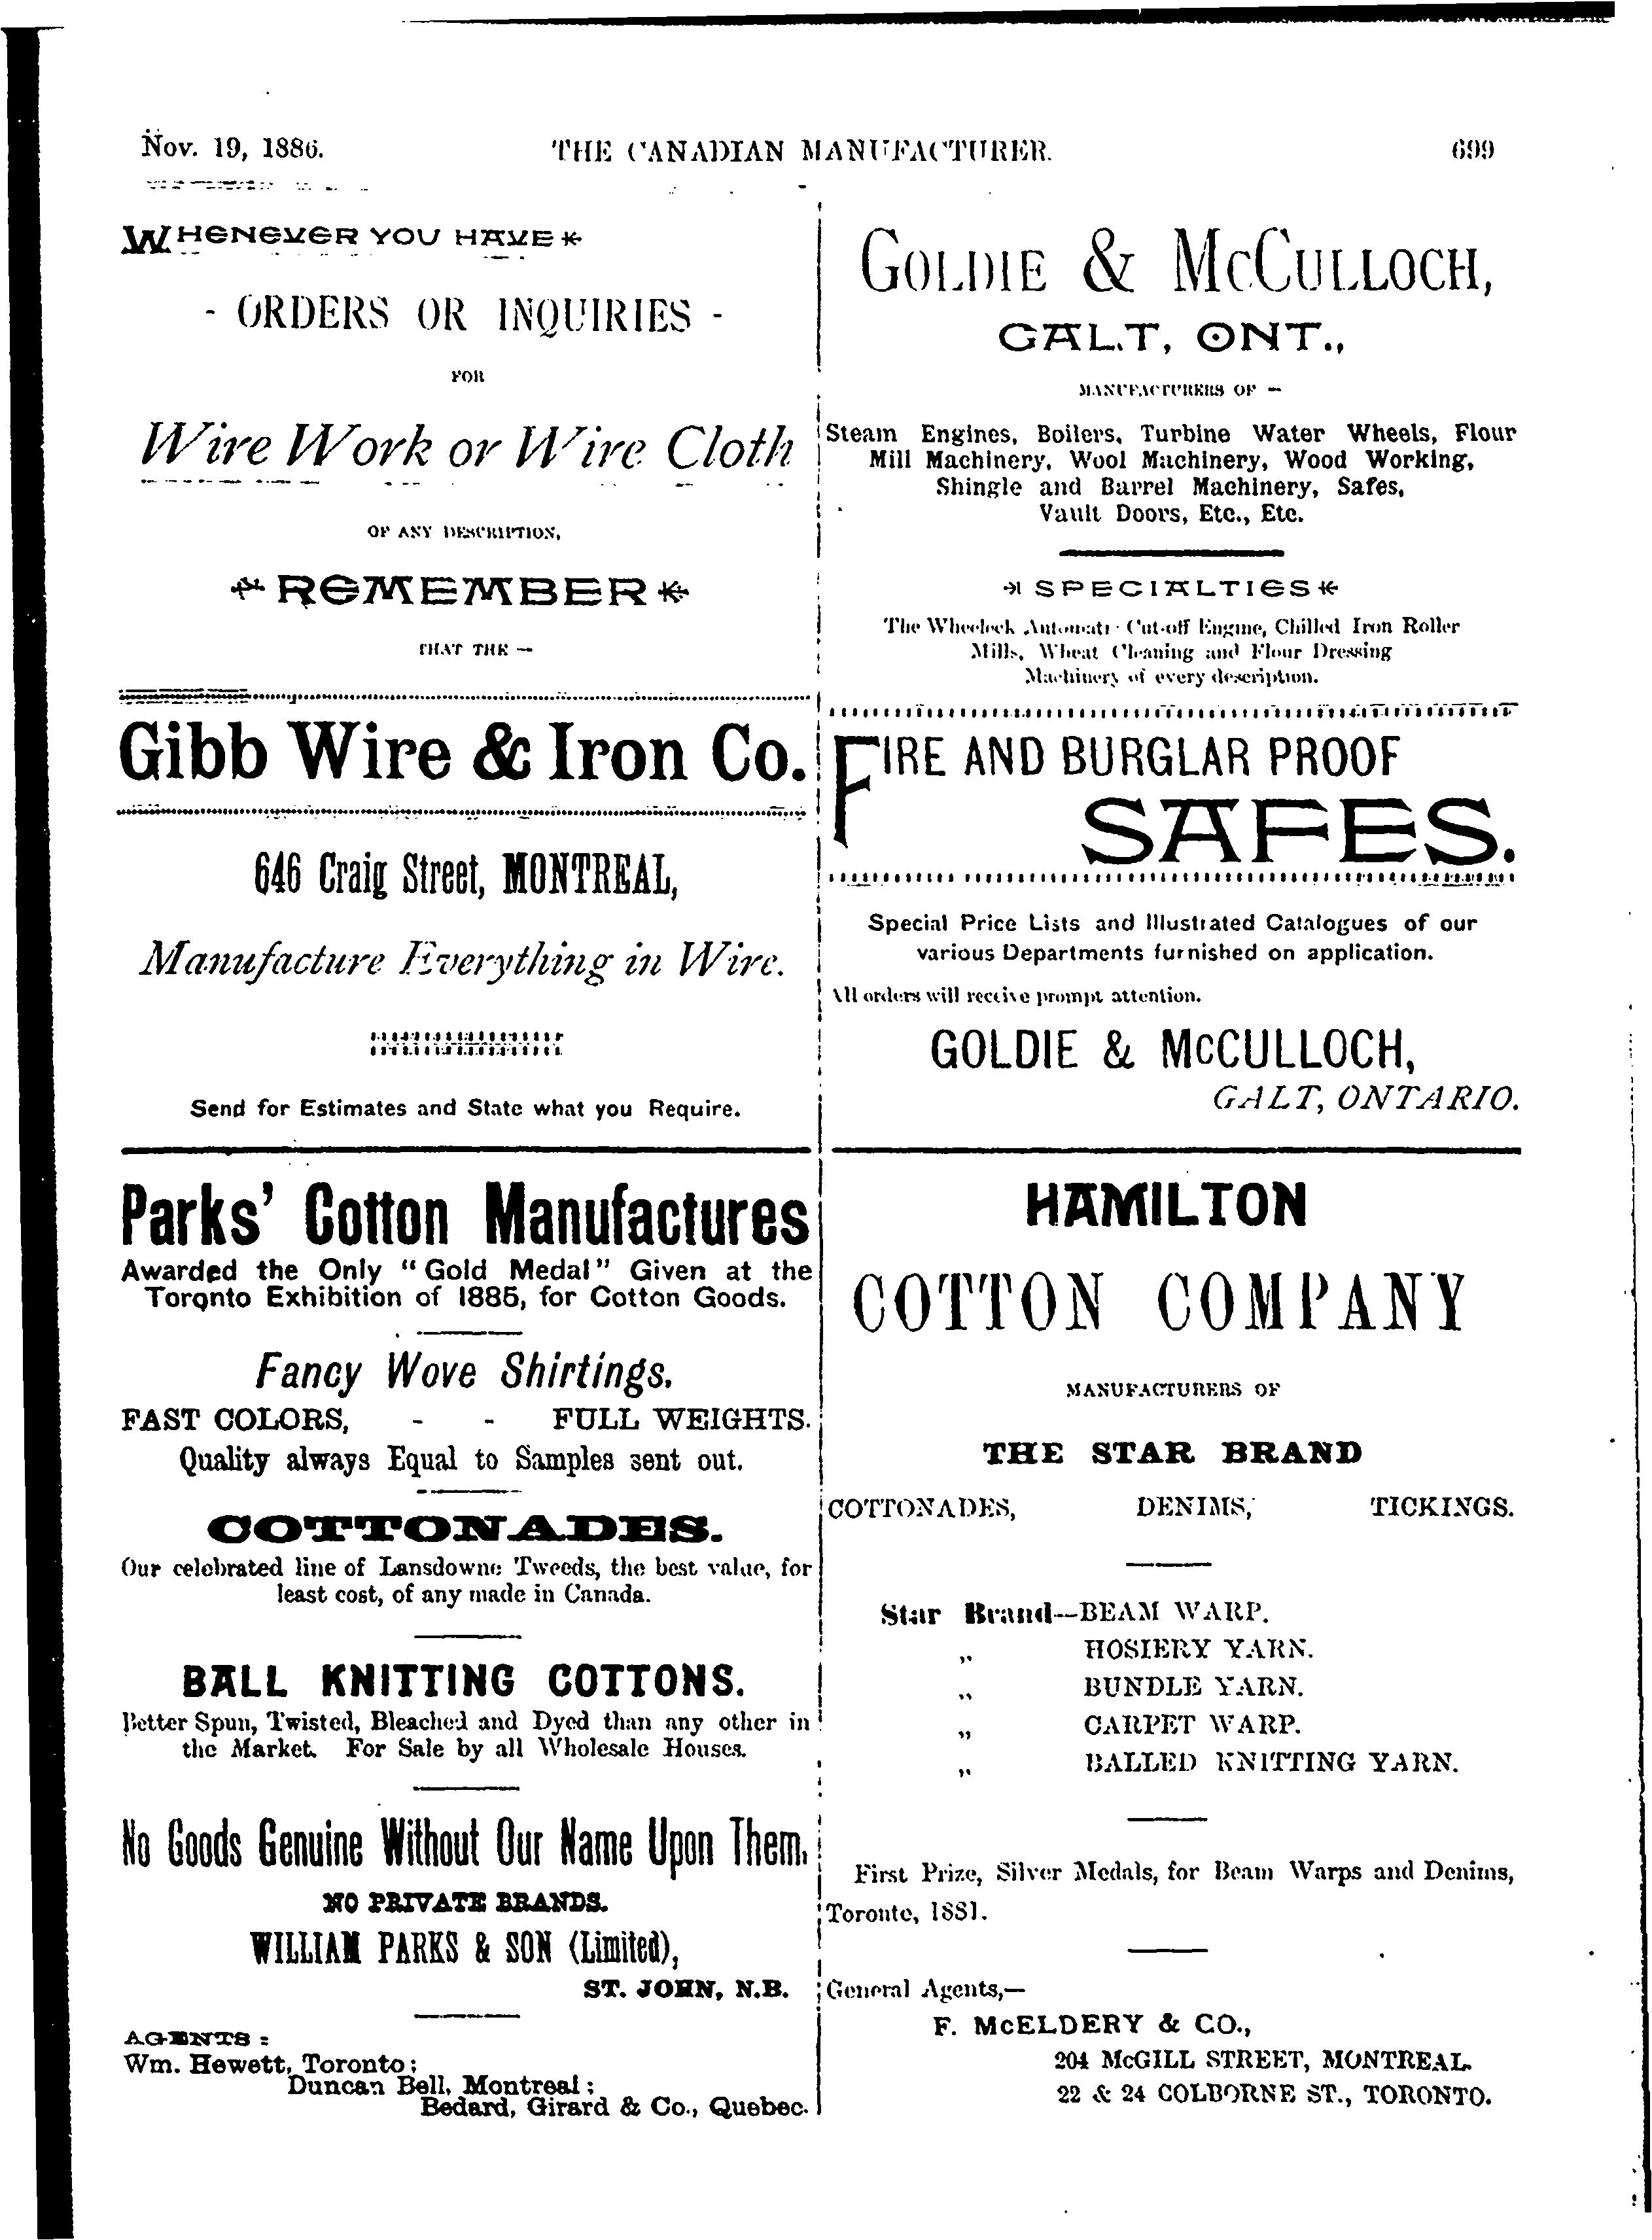 Nov. 19, 1886. THE CANADIAN MANUFACTURER. 699
WHENEVER YOU HAVE
- ORDERS OR INQUIRIES -
FOR
Wire Work or Wire Cloth
OF ANY DESCRIPTION,
REMEMBER
THAT THE —
Gibb Wire & Iron Co.
646 Craig Street, MONTREAL,
Manufacture Everything in Wire.
Send for Estimates and State what you Require.
GOLDIE & McCULLOCH,
GALT, ONT.,
MANUFACTURERS OF —
Steam Engines, Boilers, Turbine Water Wheels, Flour
Mill Machinery, Wool Machinery, Wood Working,
Shingle and Barrel Machinery, Safes,
Vault Doors, Etc., Etc.
SPECIALTIES
The Wheelock Automatic Cut-off Engine, Chilled Iron Roller
Mills, Wheat Cleaning and Flour Dressing
Machinery of every description.
FIRE AND BURGLAR PROOF
SAFES.
Special Price Lists and Illustrated Catalogues of our
various Departments furnished on application.
All orders will receive prompt attention.
GOLDIE & McCULLOCH,
GALT, ONTARIO.
Parks' Cotton Manufactures
Awarded the Only "Gold Medal" Given at the
Toronto Exhibition of 1885, for Cotton Goods.
Fancy Wove Shirtings.
FAST COLORS, - - FULL WEIGHTS.
Quality always Equal to Samples sent out.
COTTONADES.
Our celebrated line of Lansdowne Tweeds, the best value, for
least cost, of any made in Canada.
BALL KNITTING COTTONS.
Better Spun, Twisted, Bleached and Dyed than any other in
the Market. For Sale by all Wholesale Houses.
No Goods Genuine Without Our Name Upon Them.
NO PRIVATE BRANDS.
WILLIAM PARKS & SON (Limited),
ST. JOHN, N.B.
AGENTS:
Wm. Hewett, Toronto;
Duncan Bell, Montreal;
Bedard, Girard & Co., Quebec.
HAMILTON
COTTON COMPANY
MANUFACTURERS OF
THE STAR BRAND
COTTONADES, DENIMS, TICKINGS.
Star Brand—BEAM WARP.
„ HOSIERY YARN.
„ BUNDLE YARN.
„ CARPET WARP.
„ BALLED KNITTING YARN.
First Prize, Silver Medals, for Beam Warps and Denims,
Toronto, 1881.
General Agents,—
F. McELDERY & CO.,
204 McGILL STREET, MONTREAL.
22 & 24 COLBORNE ST., TORONTO.